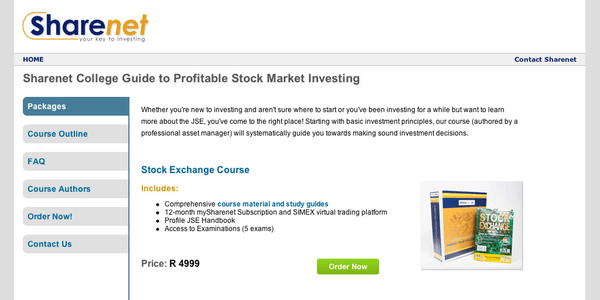 Sharenet
your key to investing
HOME
Contact Sharenet
Sharenet College Guide to Profitable Stock Market Investing
Packages
Course Outline
FAQ
Course Authors
Order Now!
Contact Us
Whether you're new to investing and aren't sure where to start or you've been investing for a while but want to learn
more about the JSE, you've come to the right place! Starting with basic investment principles, our course (authored by a
professional asset manager) will systematically guide you towards making sound investment decisions.
Stock Exchange Course
Includes:
Comprehensive course material and study guides
12-month mySharenet Subscription and SIMEX virtual trading platform
Profile JSE Handbook
Access to Examinations (5 exams)
Price: R 4999
Order Now
STOCK
EXCHANGE